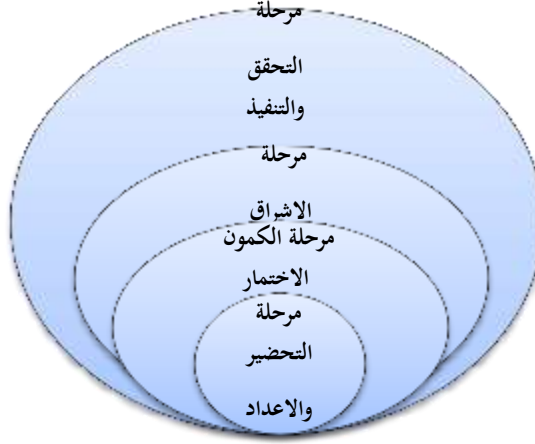 مرحلة
التحقق
والتنفيذ
مرحلة
الاشراق
مرحلة الكمون
الاختمار
مرحلة
التحضير
والاعداد